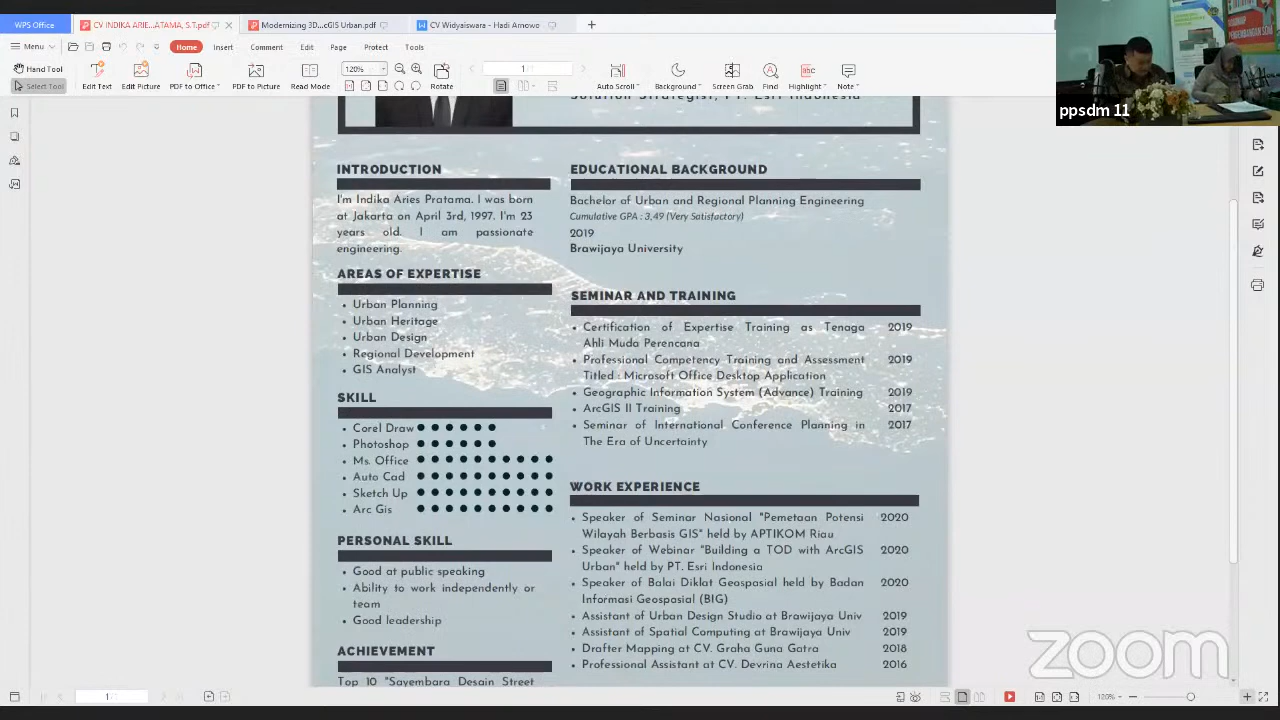 WPS Office
CV INDIKA ARIE...ATAMA, S.T.pdf
Modernizing 3D...cGIS Urban.pdf
CV Widyaiswara - Hadi Arnowo
Menu
Home
Insert
Comment
Edit
Page
Protect
Tools
Hand Tool
Select Tool
Edit Text
Edit Picture
PDF to Office
PDF to Picture
Read Mode
120%
Rotate
1/1
Auto Scroll
Background
Screen Grab
Find
Highlight
Note
ppsdm 11
Solution Strategist, PT. Esri Indonesia
INTRODUCTION
I'm Indika Aries Pratama. I was born
at Jakarta on April 3rd, 1997. I'm 23
years old. I am passionate
engineering.
AREAS OF EXPERTISE
• Urban Planning
• Urban Heritage
• Urban Design
• Regional Development
• GIS Analyst
SKILL
• Corel Draw
• Photoshop
• Ms. Office
• Auto Cad
• Sketch Up
• Arc Gis
PERSONAL SKILL
• Good at public speaking
• Ability to work independently or
team
• Good leadership
ACHIEVEMENT
Top 10 "Sayembara Desain Street
EDUCATIONAL BACKGROUND
Bachelor of Urban and Regional Planning Engineering
Cumulative GPA : 3,49 (Very Satisfactory)
2019
Brawijaya University
SEMINAR AND TRAINING
• Certification of Expertise Training as Tenaga 2019
Ahli Muda Perencana
• Professional Competency Training and Assessment 2019
Titled : Microsoft Office Desktop Application
• Geographic Information System (Advance) Training 2019
• ArcGIS II Training 2017
• Seminar of International Conference Planning in 2017
The Era of Uncertainty
WORK EXPERIENCE
• Speaker of Seminar Nasional "Pemetaan Potensi 2020
Wilayah Berbasis GIS" held by APTIKOM Riau
• Speaker of Webinar "Building a TOD with ArcGIS 2020
Urban" held by PT. Esri Indonesia
• Speaker of Balai Diklat Geospasial held by Badan 2020
Informasi Geospasial (BIG)
• Assistant of Urban Design Studio at Brawijaya Univ 2019
• Assistant of Spatial Computing at Brawijaya Univ 2019
• Drafter Mapping at CV. Graha Guna Gatra 2018
• Professional Assistant at CV. Devrina Aestetika 2016
zoom
1/1
120%